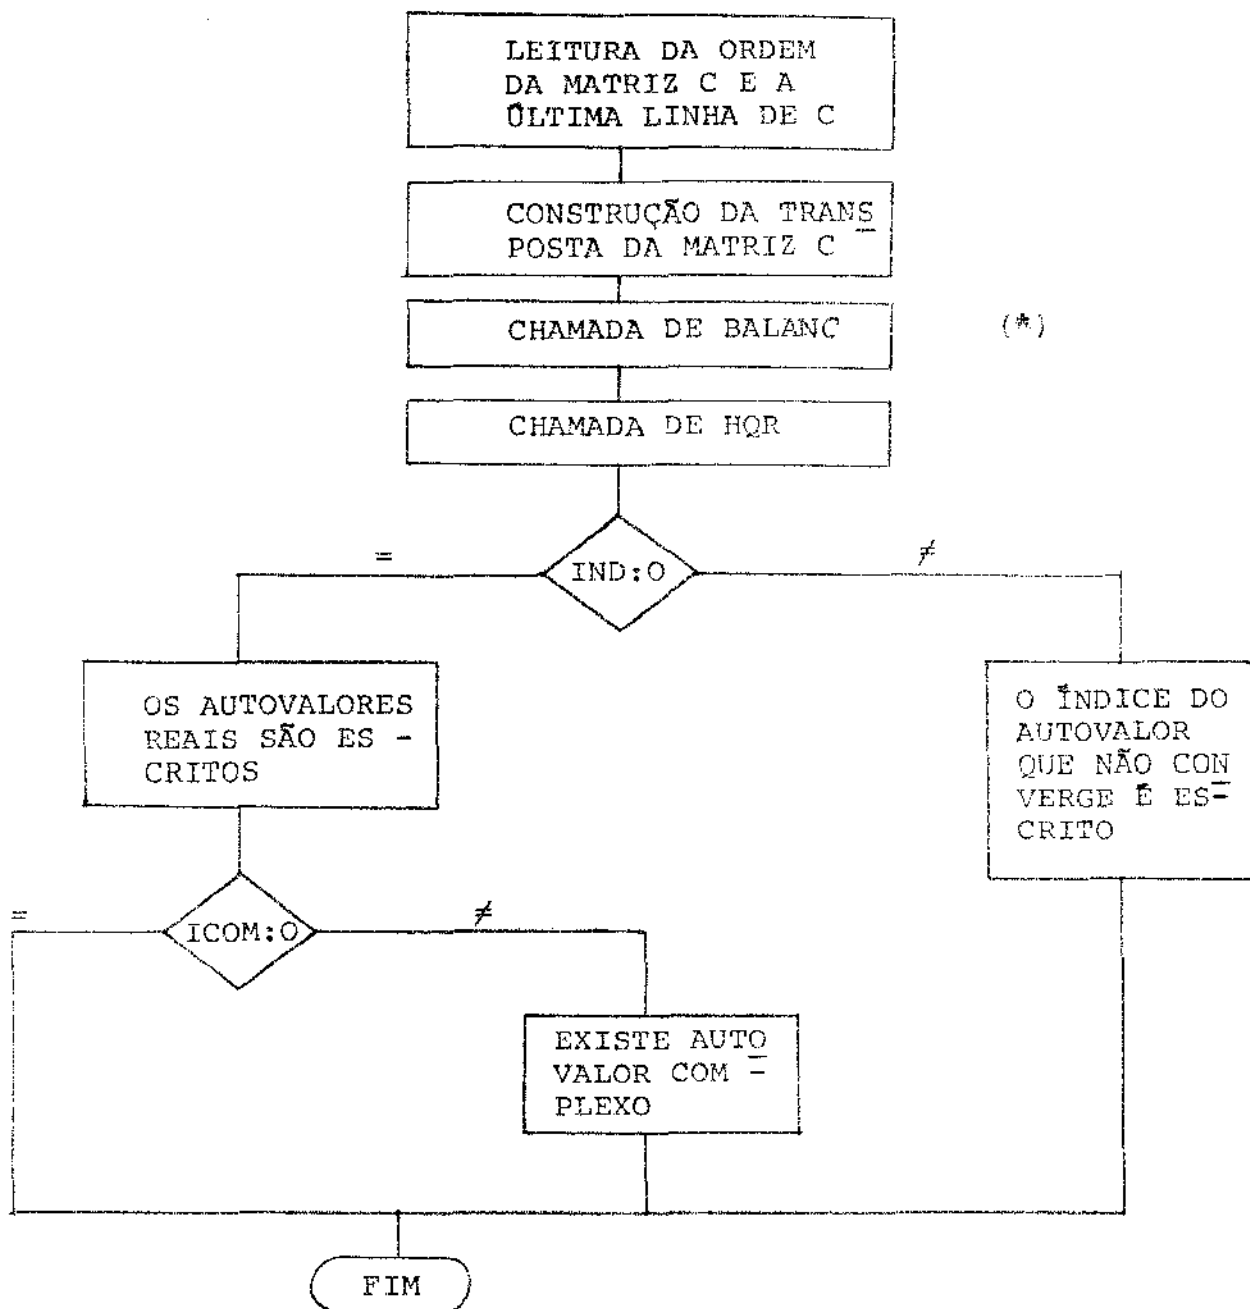 LEITURA DA ORDEM
DA MATRIZ C E A
ÚLTIMA LINHA DE C
CONSTRUÇÃO DA TRANS
POSTA DA MATRIZ C
CHAMADA DE BALANC
(*)
CHAMADA DE HQR
=
IND:O
≠
OS AUTOVALORES
REAIS SÃO ES -
CRITOS
O ÍNDICE DO
AUTOVALOR
QUE NÃO CON
VERGE É ES-
CRITO
=
ICOM:O
≠
EXISTE AUTO
VALOR COM -
PLEXO
FIM